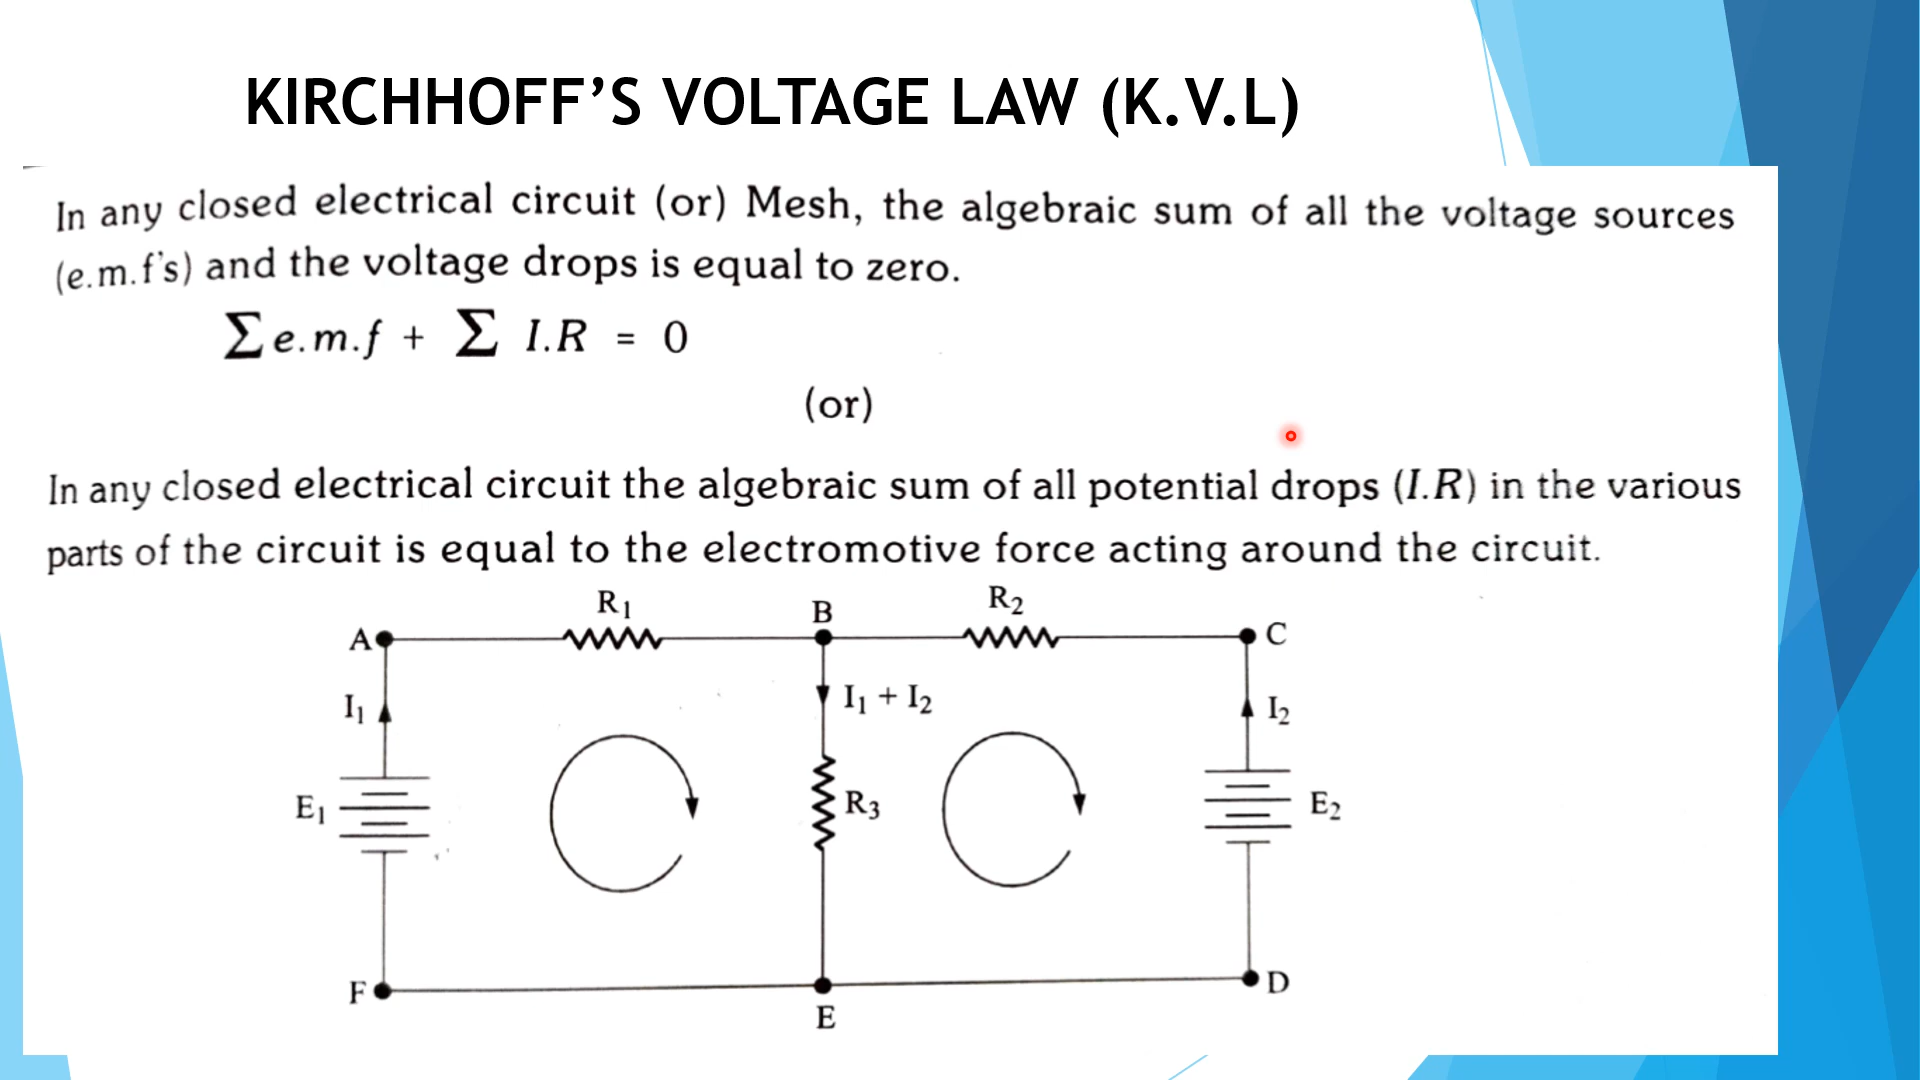 KIRCHHOFF’S VOLTAGE LAW (K.V.L)
In any closed electrical circuit (or) Mesh, the algebraic sum of all the voltage sources
(e.m.f's) and the voltage drops is equal to zero.
∑ e.m.f + ∑ I.R = 0
(or)
In any closed electrical circuit the algebraic sum of all potential drops (I.R) in the various
parts of the circuit is equal to the electromotive force acting around the circuit.
R₁ B R₂
A C
I₁ I₁ + I₂ I₂
E₁ R₃ E₂
F D
E